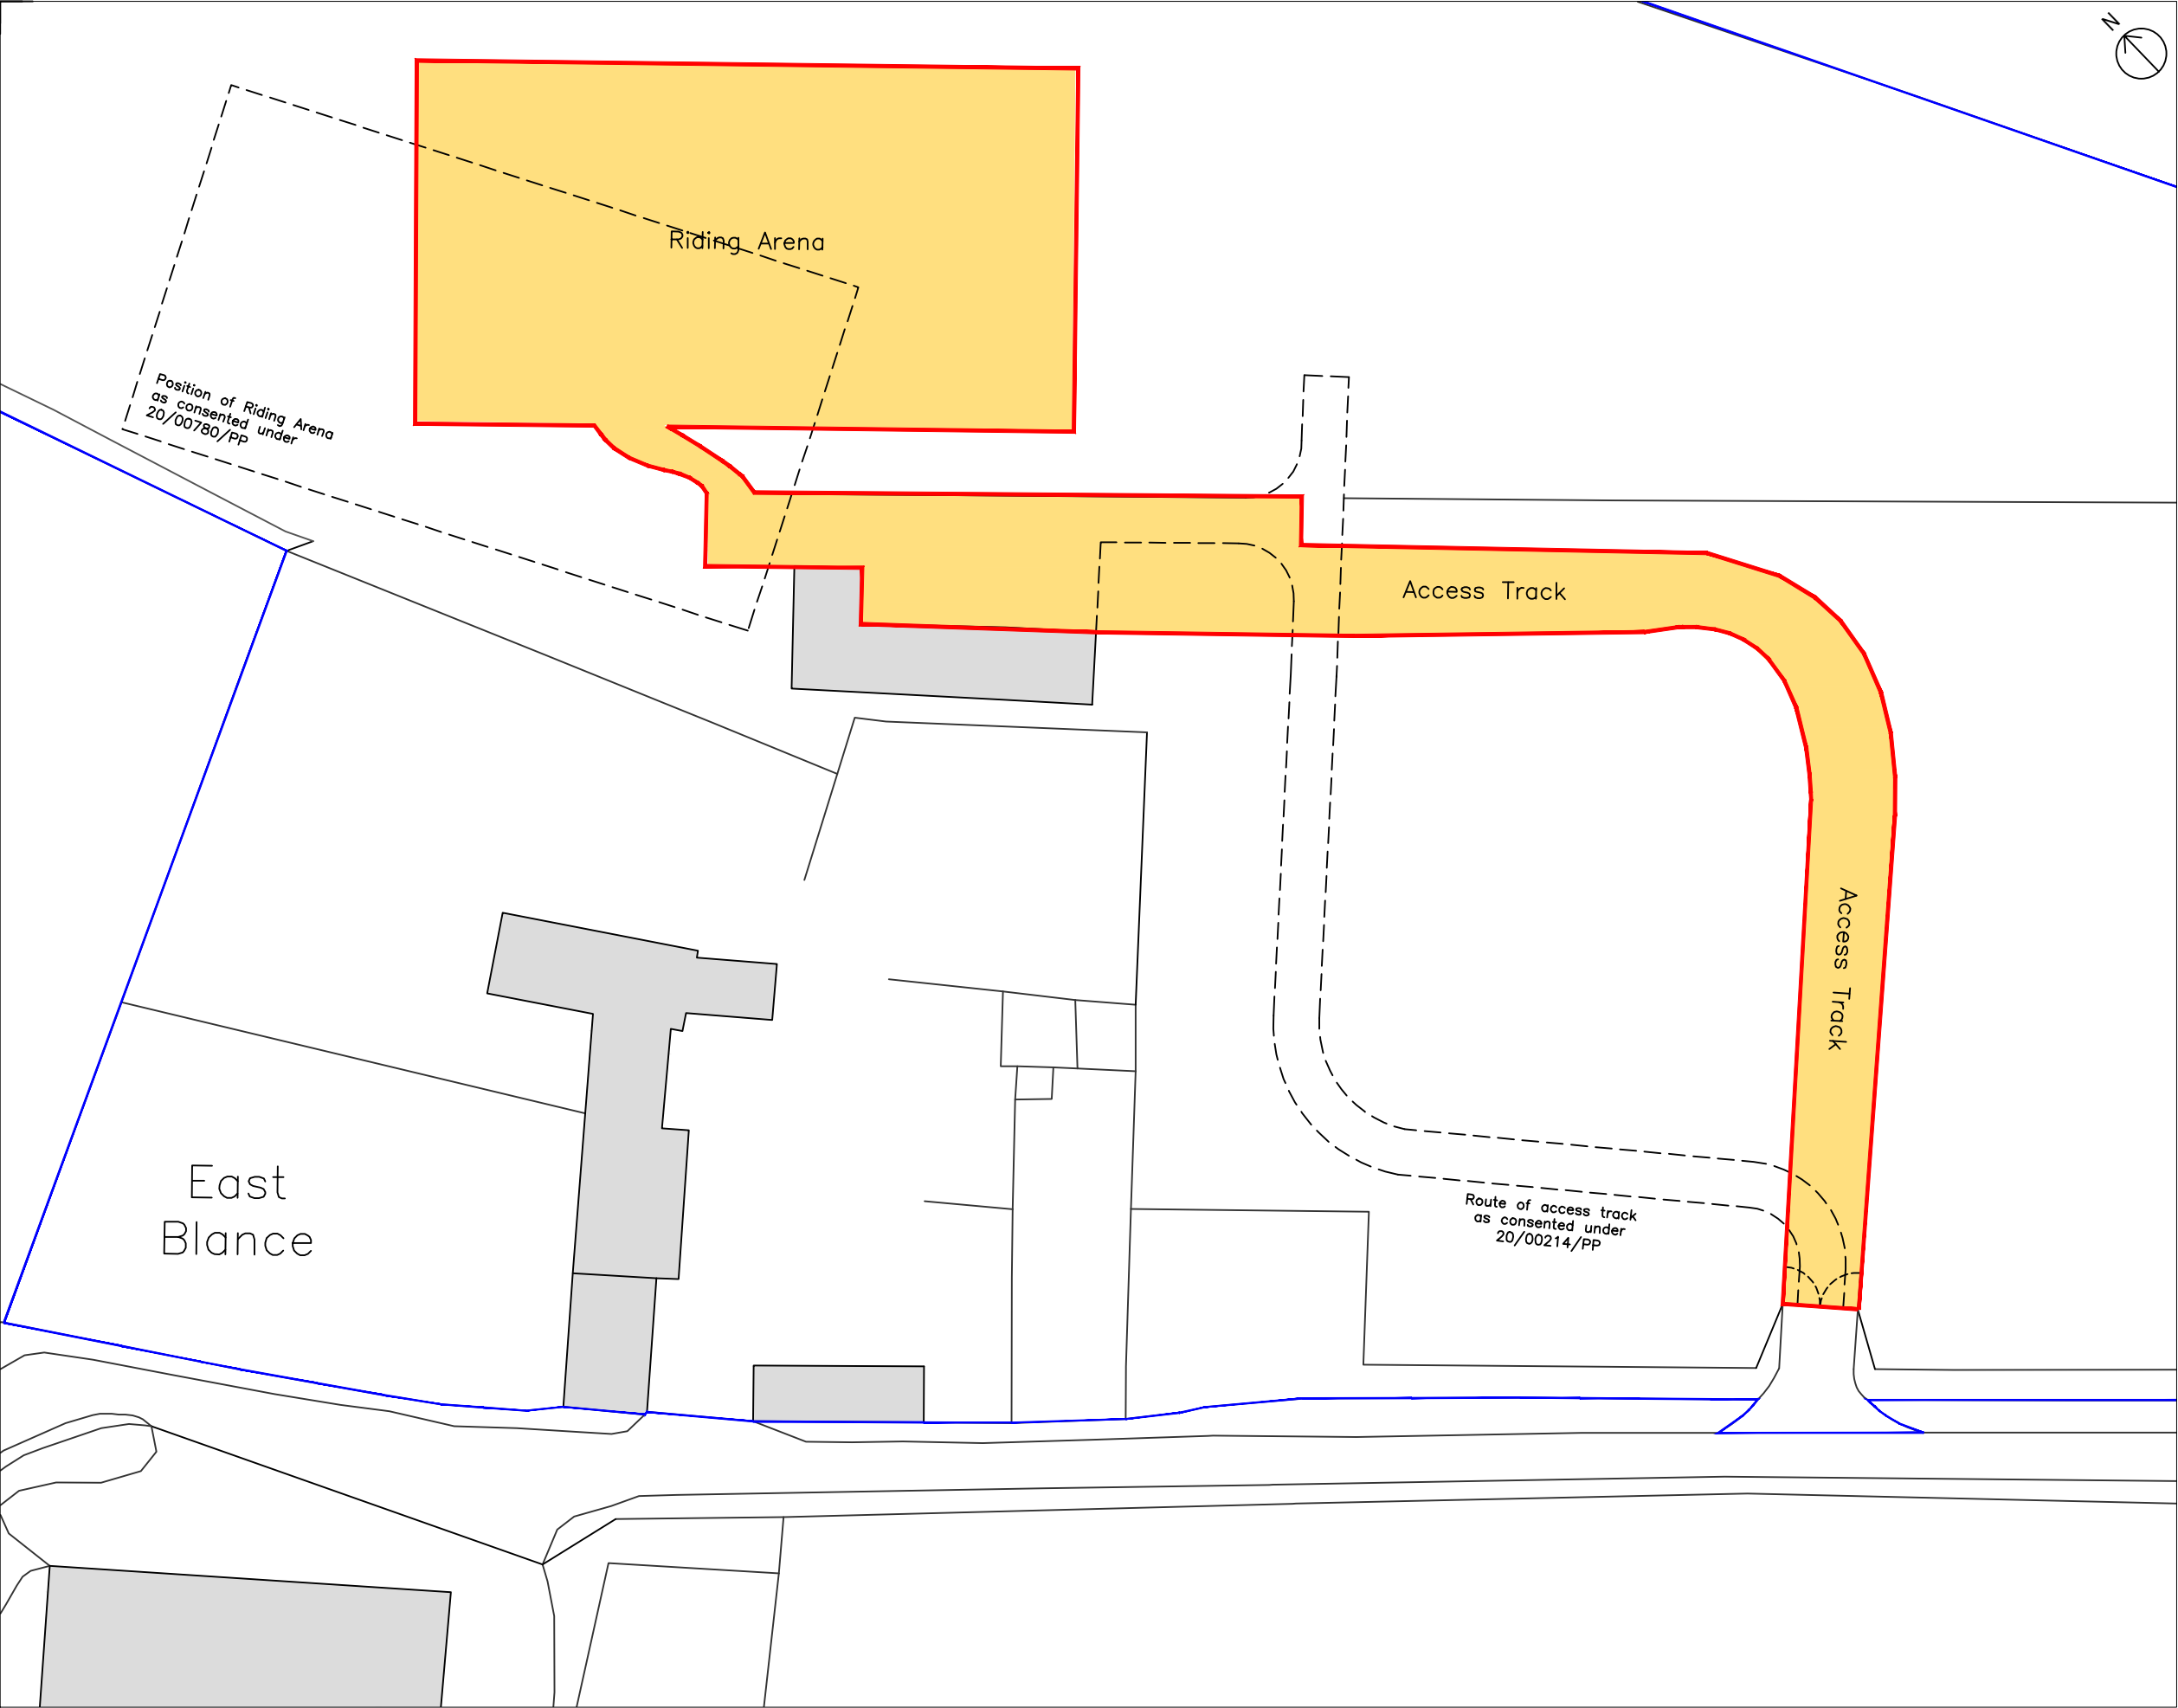 N
Riding Arena
Position of Riding Arena
as consented under
20/00780/PP
Access Track
Access Track
East
Blance
Route of access track
as consented under
20/00214/PP